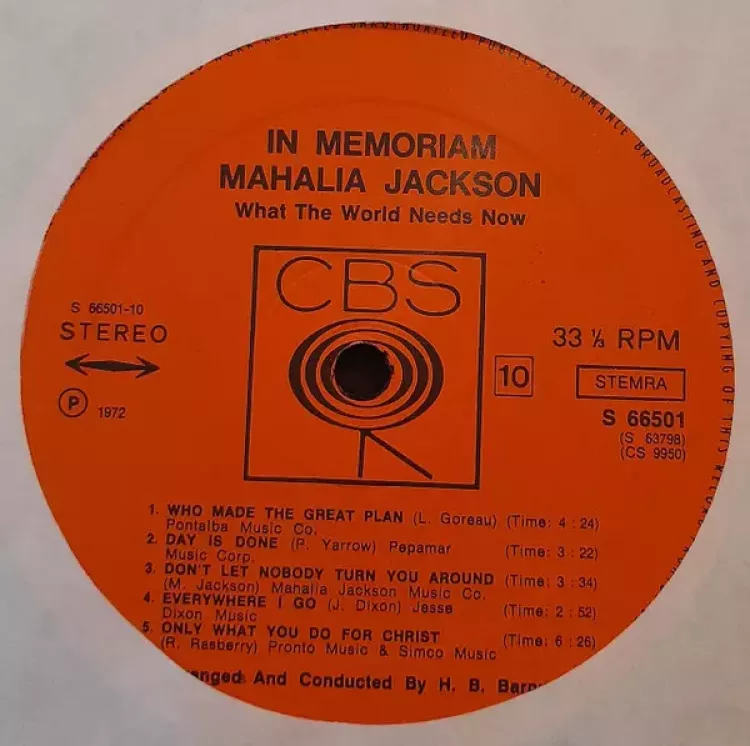 UNAUTHORIZED PUBLIC PERFORMANCE BROADCASTING AND COPYING OF THIS RECORD
IN MEMORIAM
MAHALIA JACKSON
What The World Needs Now
CBS
S 66501-10
STEREO
P 1972
10
33 ⅓ RPM
STEMRA
S 66501
(S 63798)
(CS 9950)
1. WHO MADE THE GREAT PLAN (L. Goreau) (Time: 4 : 24)
Pontalba Music Co.
2. DAY IS DONE (P. Yarrow) Pepamar (Time: 3 : 22)
Music Corp.
3. DON'T LET NOBODY TURN YOU AROUND (Time: 3 : 34)
(M. Jackson) Mahalia Jackson Music Co.
4. EVERYWHERE I GO (J. Dixon) Jesse (Time: 2 : 52)
Dixon Music
5. ONLY WHAT YOU DO FOR CHRIST (Time: 6 : 26)
(R. Rasberry) Pronto Music & Simco Music
And Conducted By H. B.